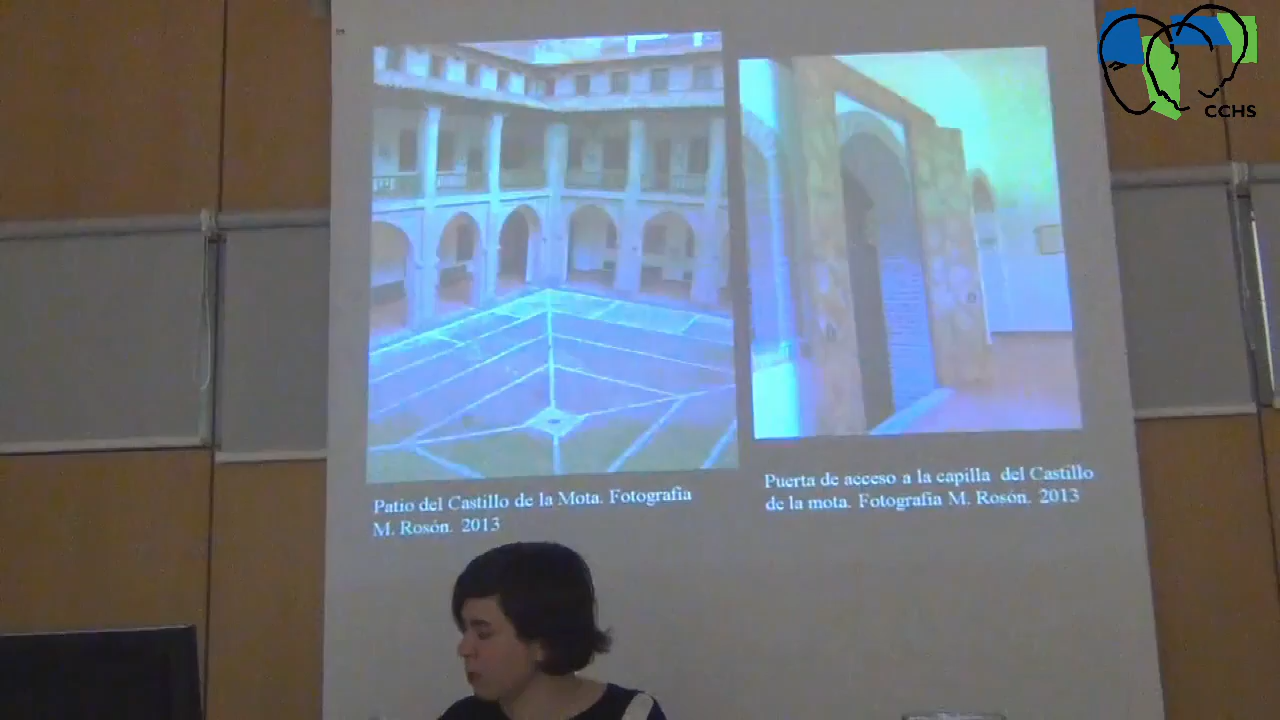 CCHS
Patio del Castillo de la Mota. Fotografía
M. Rosón. 2013
Puerta de acceso a la capilla del Castillo
de la mota. Fotografía M. Rosón. 2013